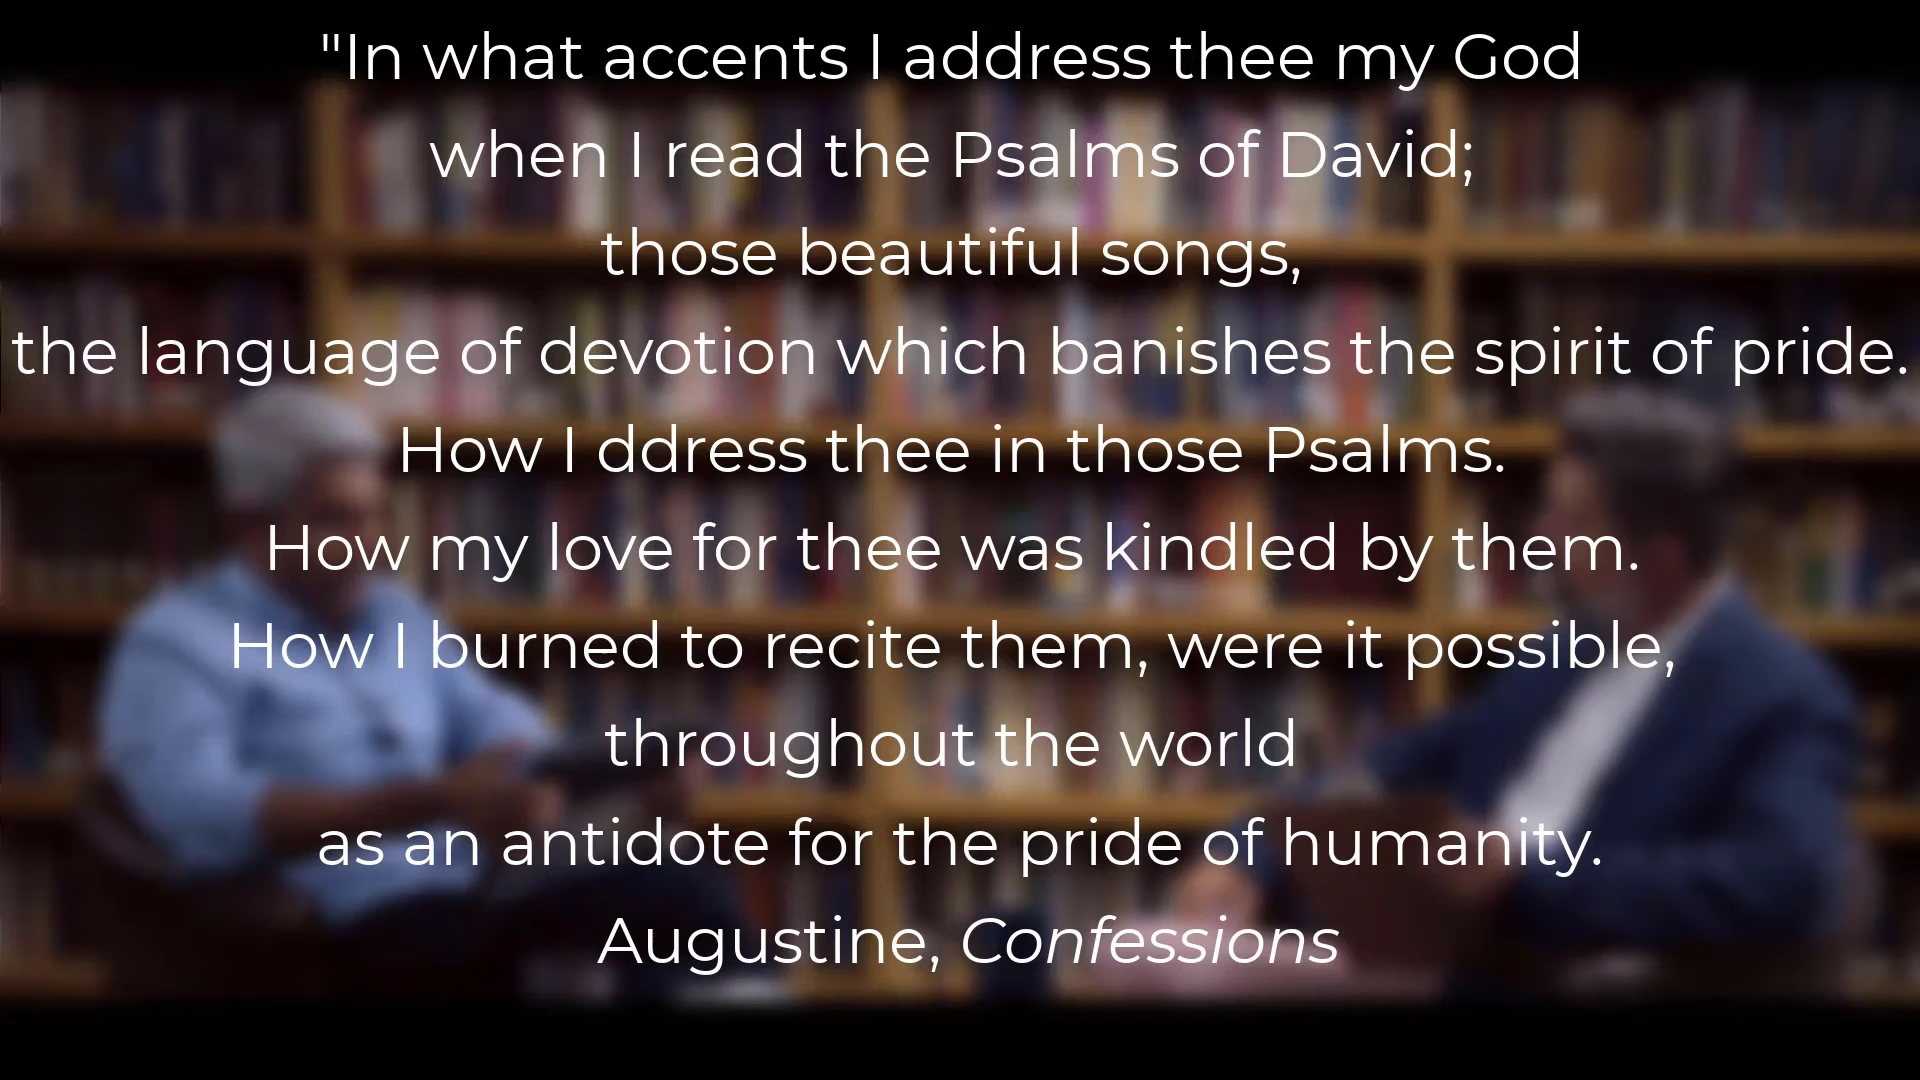 "In what accents I address thee my God
when I read the Psalms of David;
those beautiful songs,
the language of devotion which banishes the spirit of pride.
How I ddress thee in those Psalms.
How my love for thee was kindled by them.
How I burned to recite them, were it possible,
throughout the world
as an antidote for the pride of humanity.
Augustine, Confessions